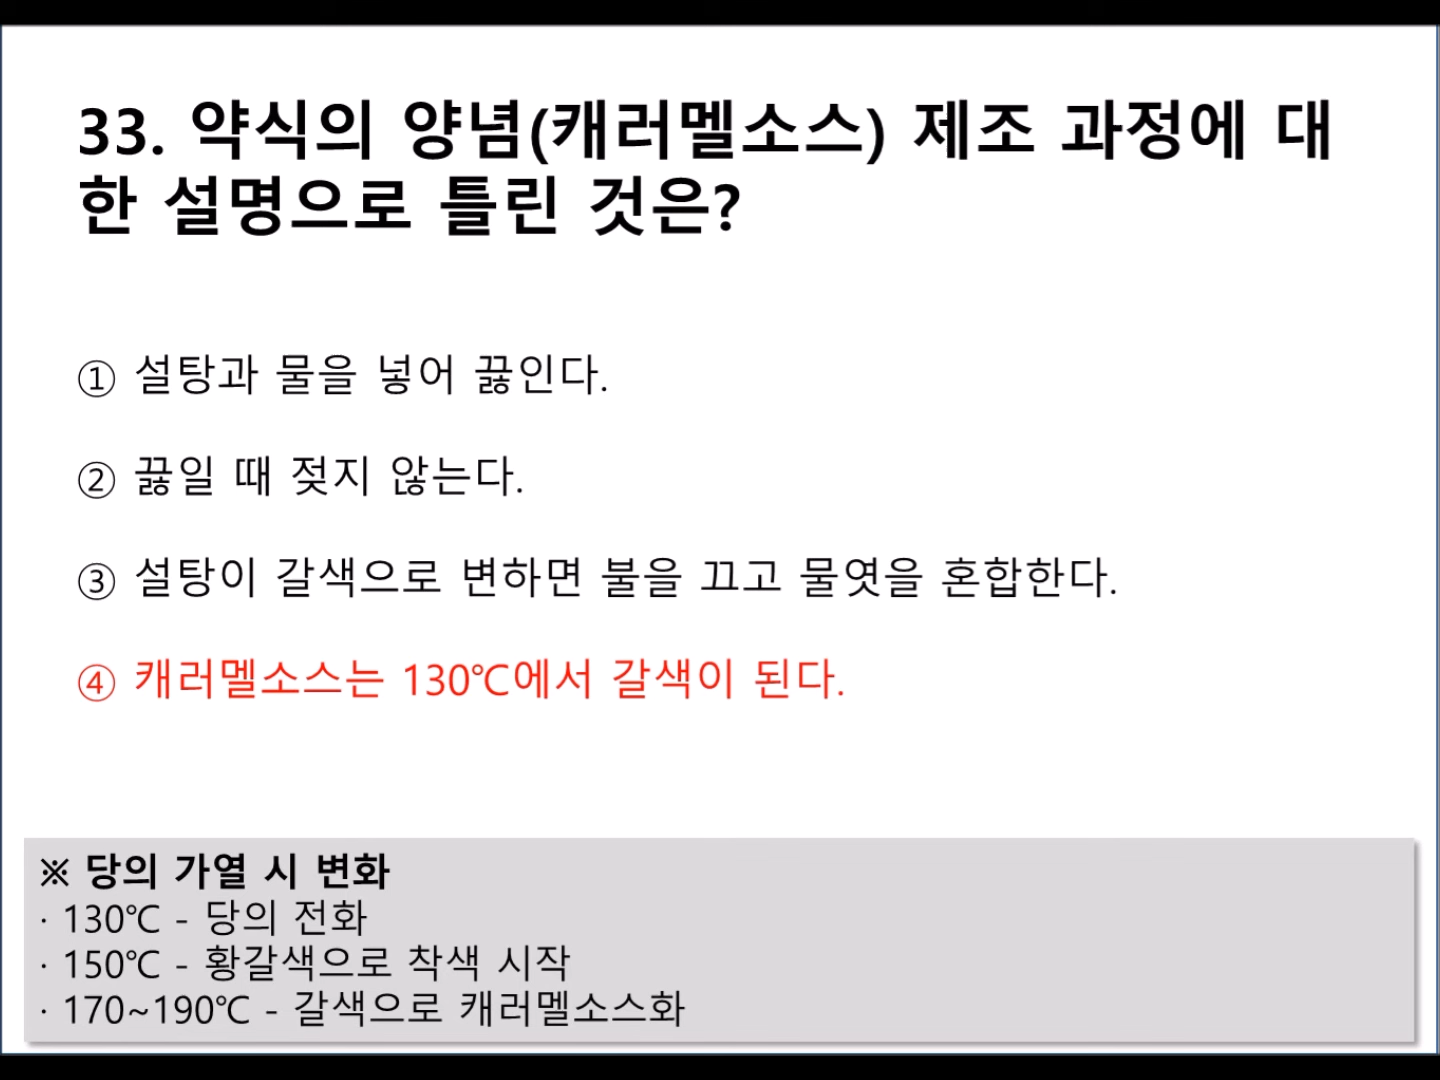 33. 약식의 양념(캐러멜소스) 제조 과정에 대
한 설명으로 틀린 것은?
① 설탕과 물을 넣어 끓인다.
② 끓일 때 젖지 않는다.
③ 설탕이 갈색으로 변하면 불을 끄고 물엿을 혼합한다.
④ 캐러멜소스는 130℃에서 갈색이 된다.
※ 당의 가열 시 변화
· 130℃ - 당의 전화
· 150℃ - 황갈색으로 착색 시작
· 170~190℃ - 갈색으로 캐러멜소스화